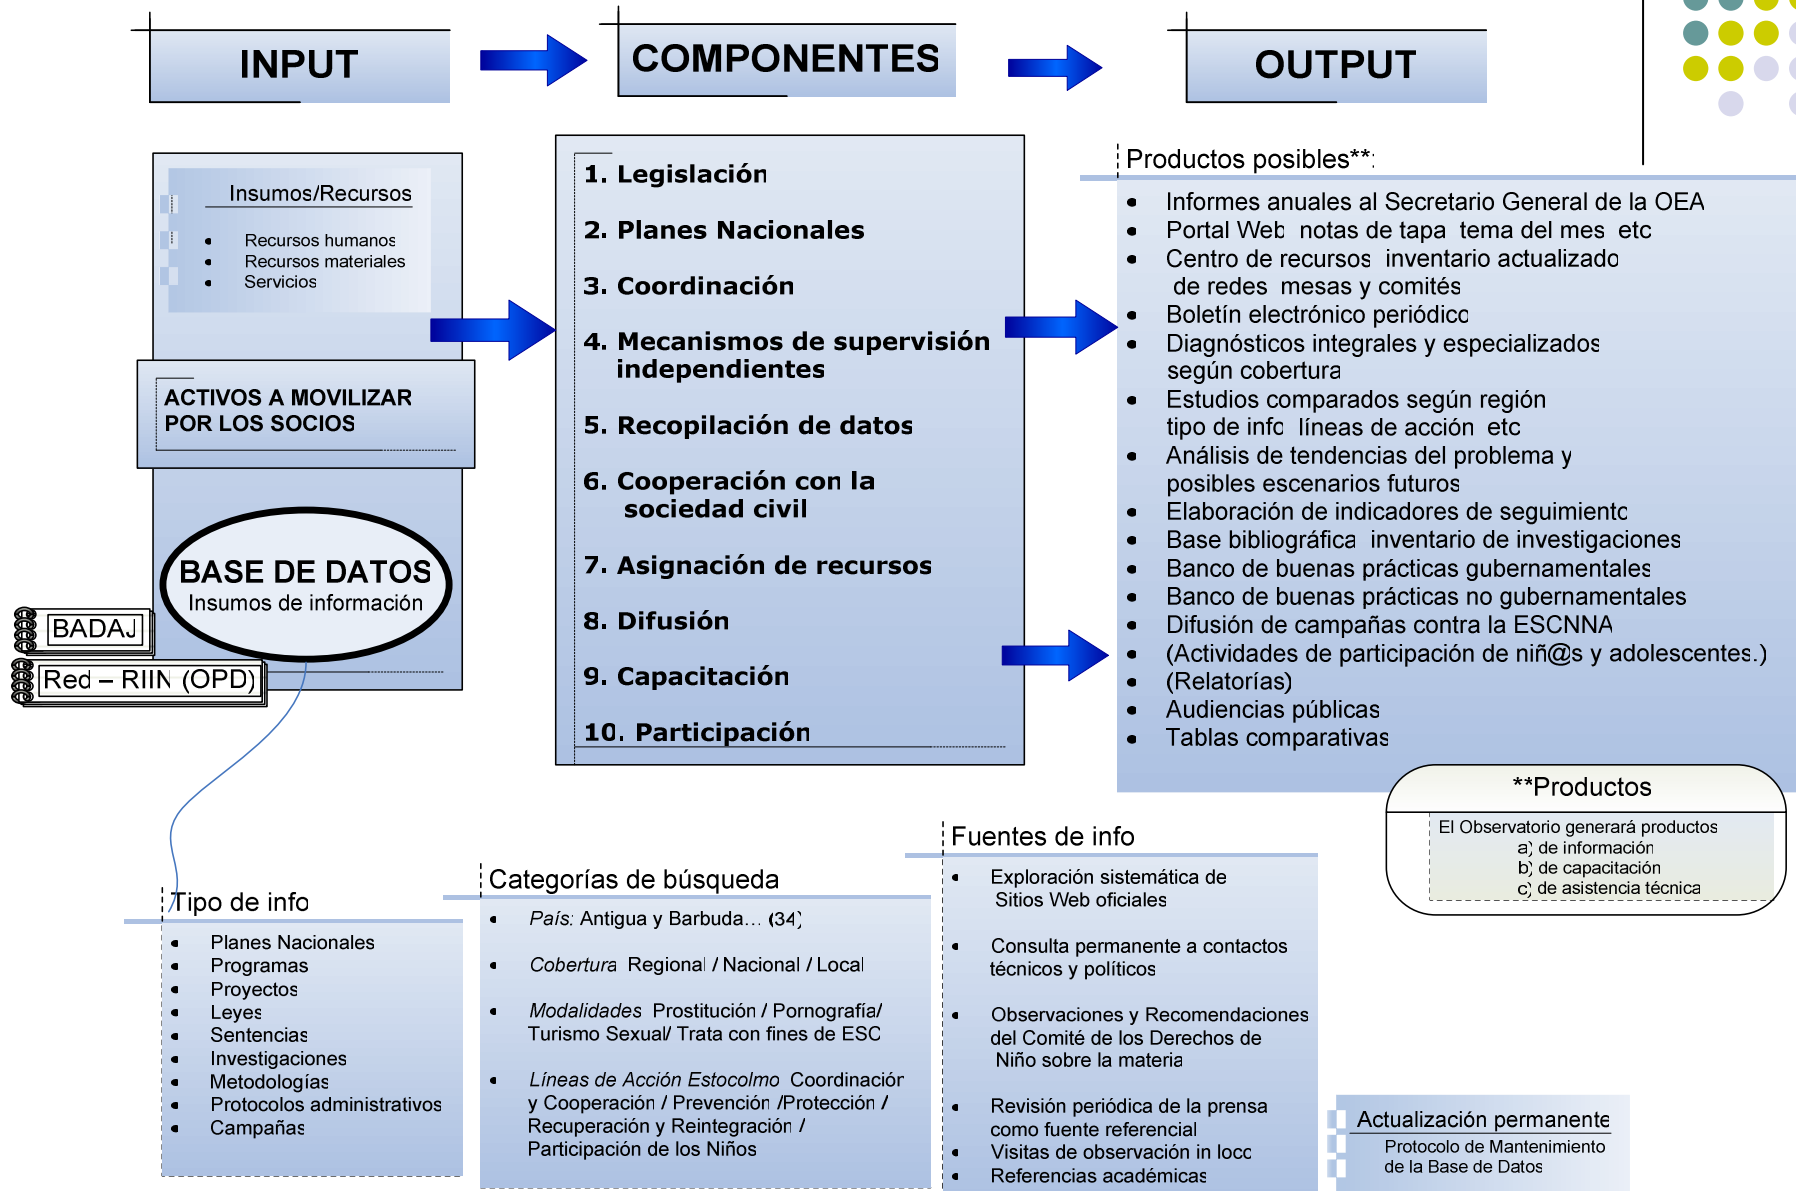 INPUT
COMPONENTES
OUTPUT
Insumos/Recursos
• Recursos humanos
• Recursos materiales
• Servicios
ACTIVOS A MOVILIZAR
POR LOS SOCIOS
BASE DE DATOS
Insumos de información
BADAJ
Red – RIIN (OPD)
1. Legislación
2. Planes Nacionales
3. Coordinación
4. Mecanismos de supervisión
independientes
5. Recopilación de datos
6. Cooperación con la
sociedad civil
7. Asignación de recursos
8. Difusión
9. Capacitación
10. Participación
Productos posibles**:
• Informes anuales al Secretario General de la OEA
• Portal Web notas de tapa tema del mes etc
• Centro de recursos inventario actualizado
de redes mesas y comités
• Boletín electrónico periódico
• Diagnósticos integrales y especializados
según cobertura
• Estudios comparados según región
tipo de info líneas de acción etc
• Análisis de tendencias del problema y
posibles escenarios futuros
• Elaboración de indicadores de seguimiento
• Base bibliográfica inventario de investigaciones
• Banco de buenas prácticas gubernamentales
• Banco de buenas prácticas no gubernamentales
• Difusión de campañas contra la ESCNNA
• (Actividades de participación de niñ@s y adolescentes.)
• (Relatorías)
• Audiencias públicas
• Tablas comparativas
**Productos
El Observatorio generará productos
a) de información
b) de capacitación
c) de asistencia técnica
Tipo de info
• Planes Nacionales
• Programas
• Proyectos
• Leyes
• Sentencias
• Investigaciones
• Metodologías
• Protocolos administrativos
• Campañas
Categorías de búsqueda
• País: Antigua y Barbuda... (34)
• Cobertura Regional / Nacional / Local
• Modalidades Prostitución / Pornografía/
Turismo Sexual/ Trata con fines de ESC
• Líneas de Acción Estocolmo Coordinación
y Cooperación / Prevención /Protección /
Recuperación y Reintegración /
Participación de los Niños
Fuentes de info
• Exploración sistemática de
Sitios Web oficiales
• Consulta permanente a contactos
técnicos y políticos
• Observaciones y Recomendaciones
del Comité de los Derechos de
Niño sobre la materia
• Revisión periódica de la prensa
como fuente referencial
• Visitas de observación in loco
• Referencias académicas
Actualización permanente
Protocolo de Mantenimiento
de la Base de Datos